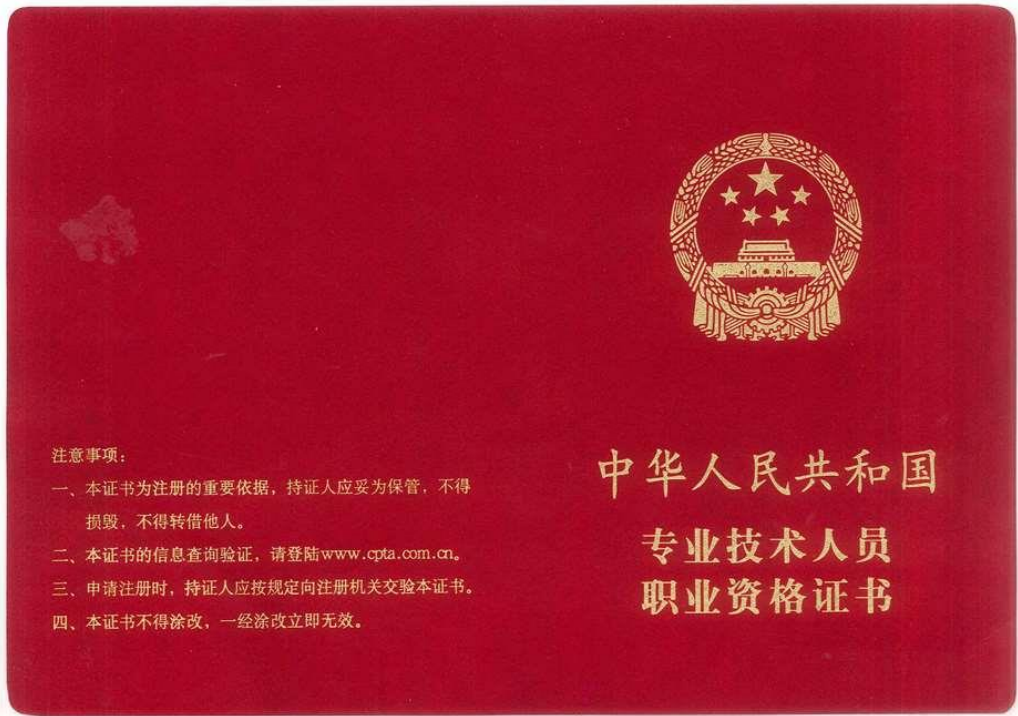 注意事项：
一、本证书为注册的重要依据，持证人应妥为保管，不得
损毁，不得转借他人。
二、本证书的信息查询验证，请登陆www.cpta.com.cn。
三、申请注册时，持证人应按规定向注册机关交验本证书。
四、本证书不得涂改，一经涂改立即无效。
中华人民共和国
专业技术人员
职业资格证书